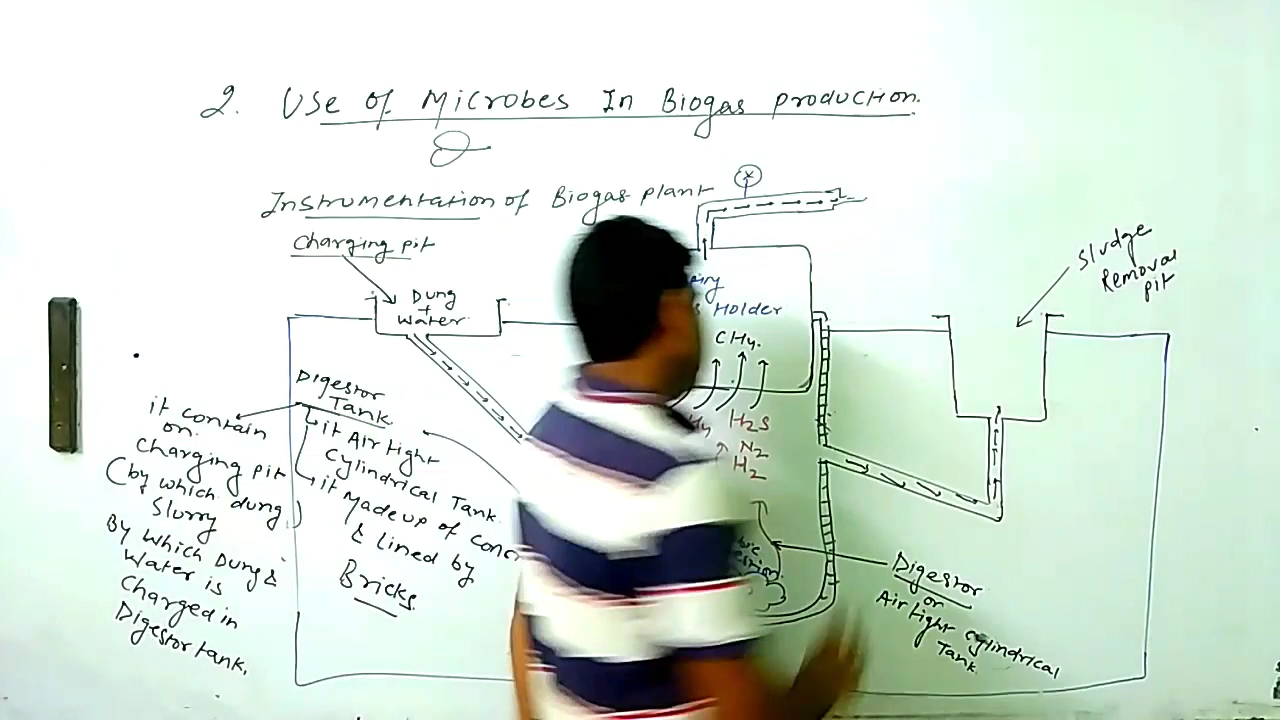 2. Use of Microbes In Biogas production.
Instrumentation of Biogas plant
Charging pit
Dung
+
Water
Holder
CH4.
H2S
N2
H2
Sludge
Removal
pit
Digestor
Tank
it Air tight
Cylindrical Tank.
it Made up of
& Lined by
Bricks
it contain
on.
Charging pit
(by which dung
Slurry )
By which Dung &
Water is
Charged in
Digestor tank.
Digestor
or
Air tight cylindrical
Tank